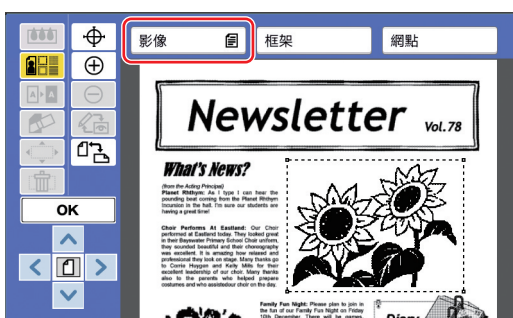 影像
框架
網點
A
A
OK
Newsletter Vol.78
What's News?
(from the Acting Principal)
Planet Rhthym: As I type I can hear the
pounding beat coming from the Planet Rhthym
incursion in the hall. I'm sure our students are
having a great time!
Choir Performs At Eastland: Our Choir
performed at Eastland today. They looked great
in their Bayswater Primary School Choir uniform,
they sounded beautiful and their choreography
was excellent. It is amazing how relaxed and
professional they look on stage. Many thanks go
to Corrie Huygen and Kelly Mills for their
excellent leadership of our choir. Many thanks
also to the parents who helped prepare
costumes and who assistedour choir on the day.
Family Fun Night: Please plan to join in
the fun of our Family Fun Night on Friday
10th December. There will be games,